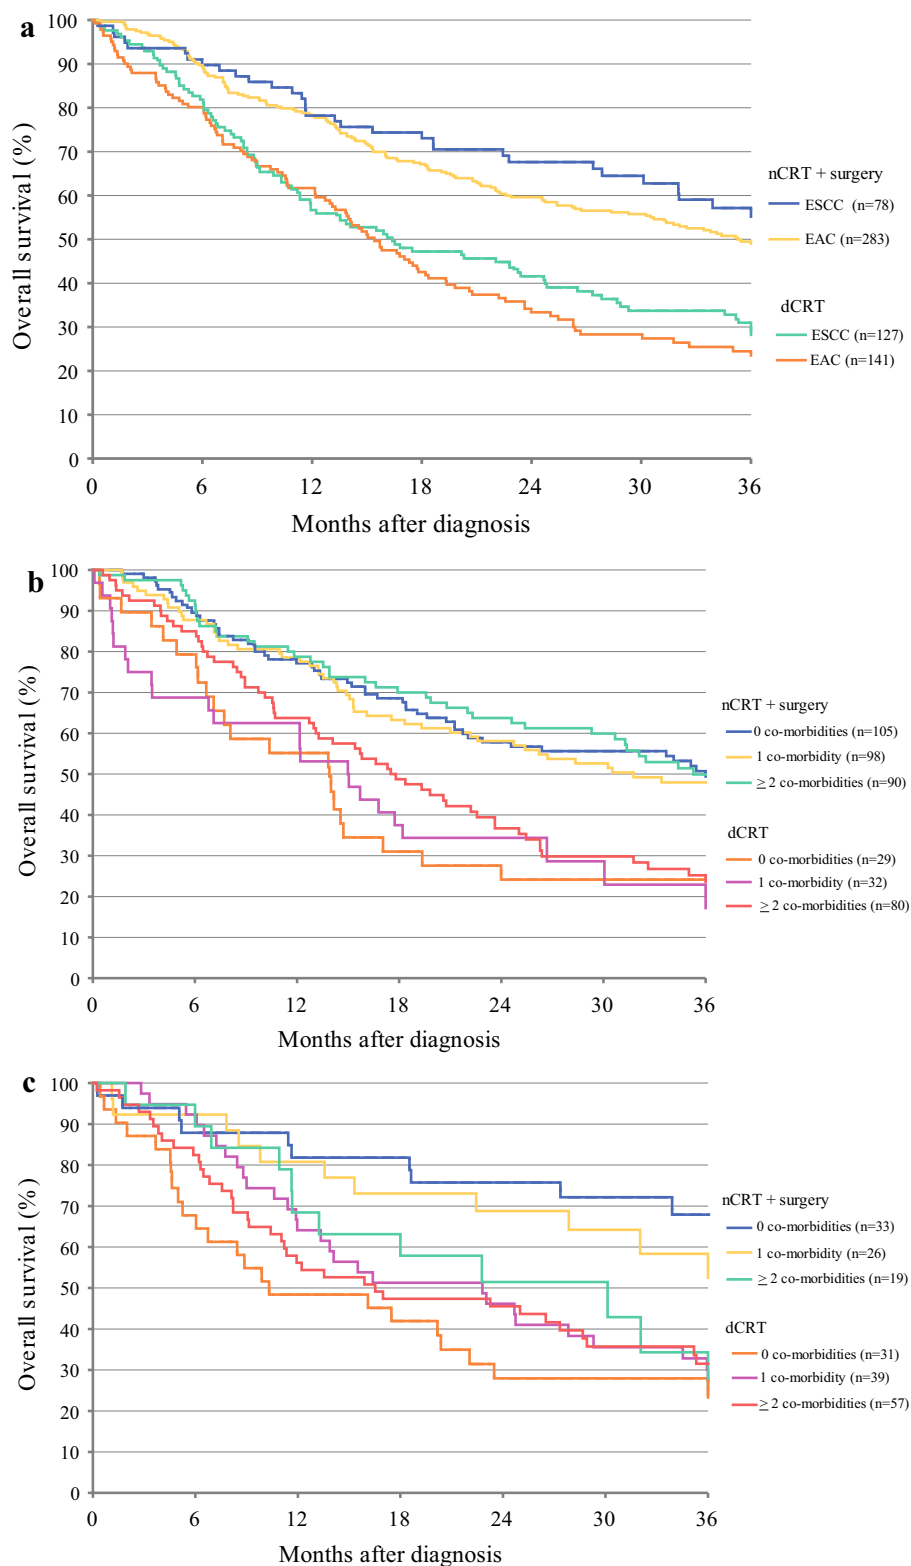 a
Overall survival (%)
100
90
80
70
60
50
40
30
20
10
0
0 6 12 18 24 30 36
Months after diagnosis
nCRT + surgery
ESCC (n=78)
EAC (n=283)
dCRT
ESCC (n=127)
EAC (n=141)
b
Overall survival (%)
100
90
80
70
60
50
40
30
20
10
0
0 6 12 18 24 30 36
Months after diagnosis
nCRT + surgery
0 co-morbidities (n=105)
1 co-morbidity (n=98)
≥ 2 co-morbidities (n=90)
dCRT
0 co-morbidities (n=29)
1 co-morbidity (n=32)
≥ 2 co-morbidities (n=80)
c
Overall survival (%)
100
90
80
70
60
50
40
30
20
10
0
0 6 12 18 24 30 36
Months after diagnosis
nCRT + surgery
0 co-morbidities (n=33)
1 co-morbidity (n=26)
≥ 2 co-morbidities (n=19)
dCRT
0 co-morbidities (n=31)
1 co-morbidity (n=39)
≥ 2 co-morbidities (n=57)